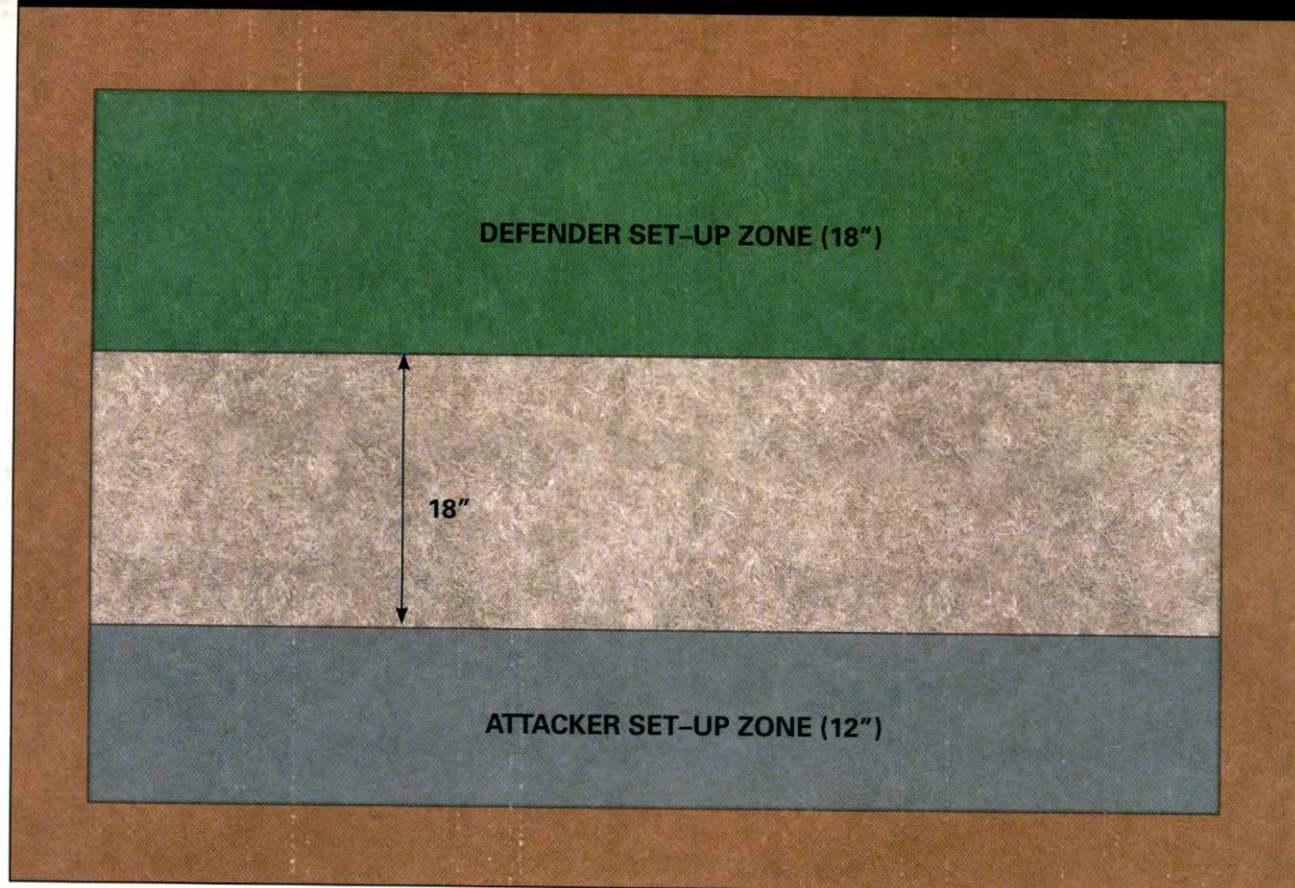 DEFENDER SET–UP ZONE (18″)
18″
ATTACKER SET–UP ZONE (12″)